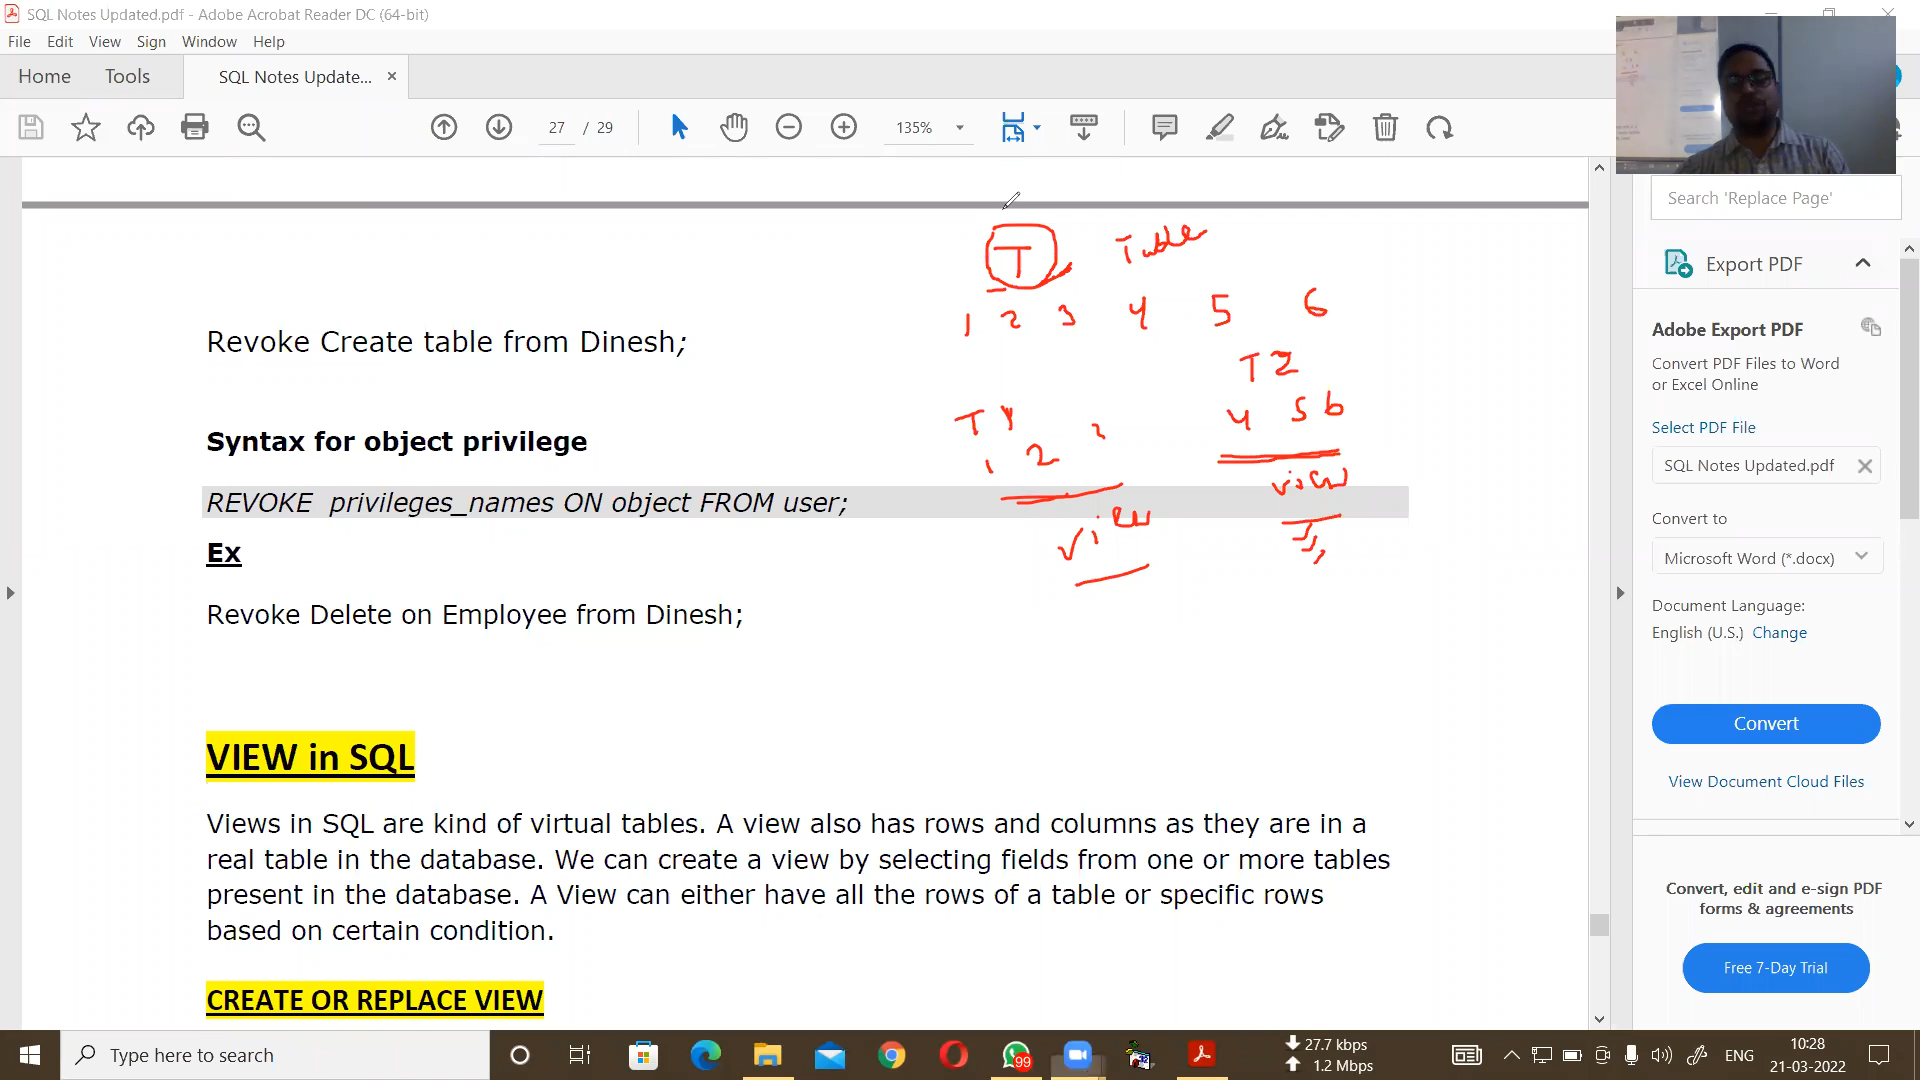 SQL Notes Updated.pdf - Adobe Acrobat Reader DC (64-bit)
File Edit View Sign Window Help
Home Tools SQL Notes Update... ×
27 / 29 135%
Search 'Replace Page'
T Table
Export PDF
1 2 3 4 5 6
Adobe Export PDF
Revoke Create table from Dinesh;
Convert PDF Files to Word
or Excel Online
T2
T1
4 5 6
Select PDF File
Syntax for object privilege
1 2
SQL Notes Updated.pdf
view
REVOKE privileges_names ON object FROM user;
view
Convert to
Ex
Microsoft Word (*.docx)
Revoke Delete on Employee from Dinesh;
Document Language:
English (U.S.) Change
Convert
VIEW in SQL
View Document Cloud Files
Views in SQL are kind of virtual tables. A view also has rows and columns as they are in a
real table in the database. We can create a view by selecting fields from one or more tables
present in the database. A View can either have all the rows of a table or specific rows
based on certain condition.
Convert, edit and e-sign PDF
forms & agreements
Free 7-Day Trial
CREATE OR REPLACE VIEW
Type here to search
99
27.7 kbps
1.2 Mbps
ENG
10:28
21-03-2022